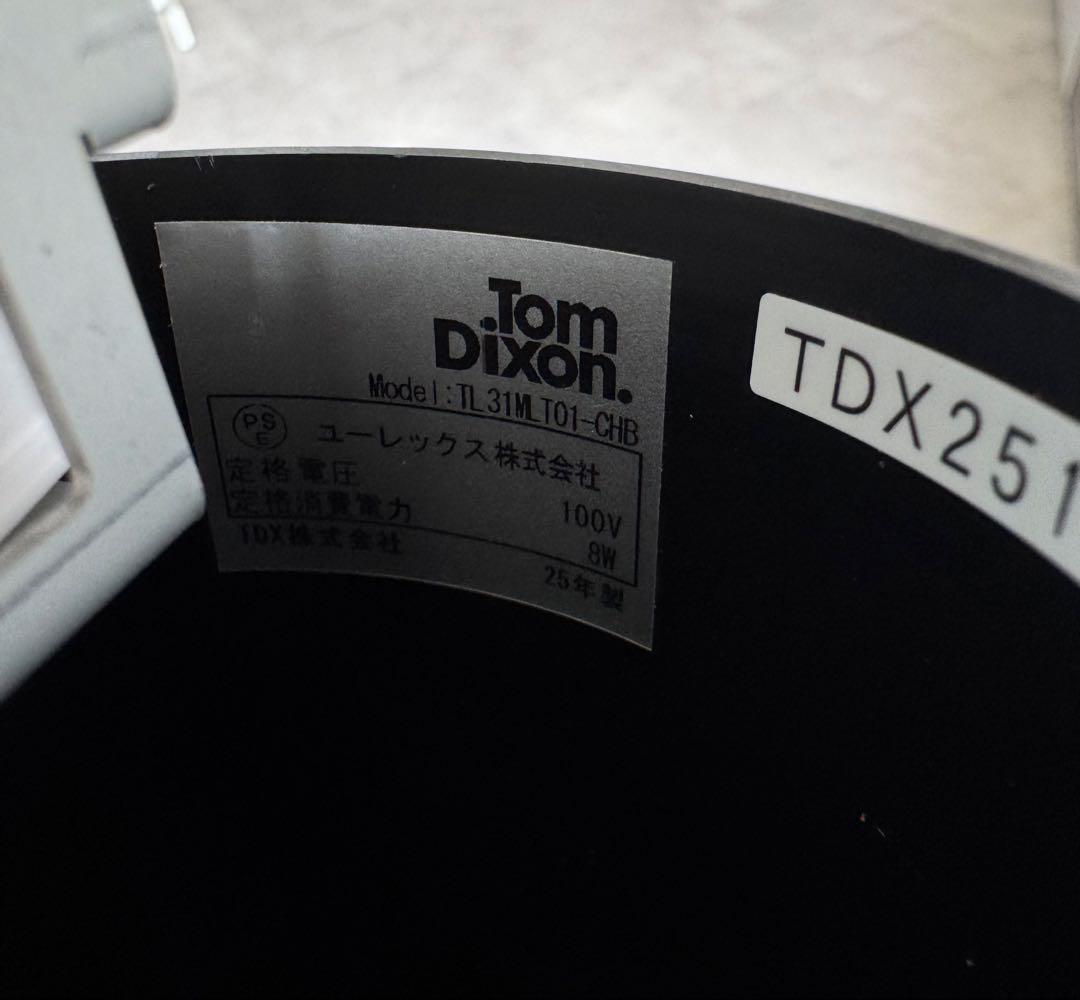 Tom
Dixon.
Model:TL31MLT01-CHB
PS
E
ユーレックス株式会社
定格電圧 100V
定格消費電力 8W
TDX株式会社 25年製
TDX251